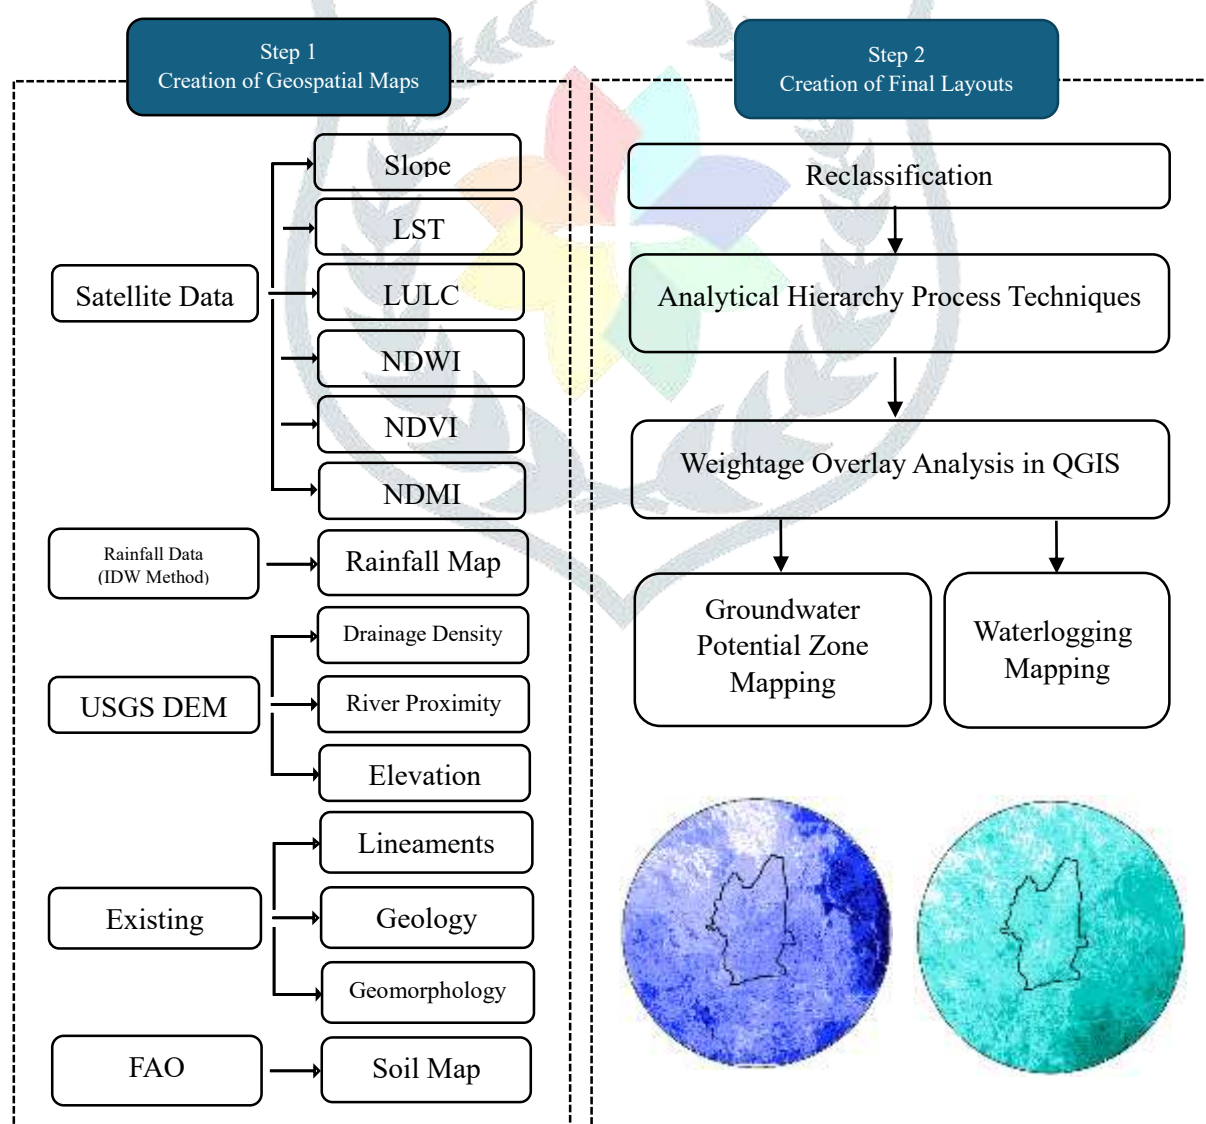 Step 1
Creation of Geospatial Maps
Satellite Data
Slope
LST
LULC
NDWI
NDVI
NDMI
Rainfall Data
(IDW Method)
Rainfall Map
USGS DEM
Drainage Density
River Proximity
Elevation
Existing
Lineaments
Geology
Geomorphology
FAO
Soil Map
Step 2
Creation of Final Layouts
Reclassification
Analytical Hierarchy Process Techniques
Weightage Overlay Analysis in QGIS
Groundwater
Potential Zone
Mapping
Waterlogging
Mapping